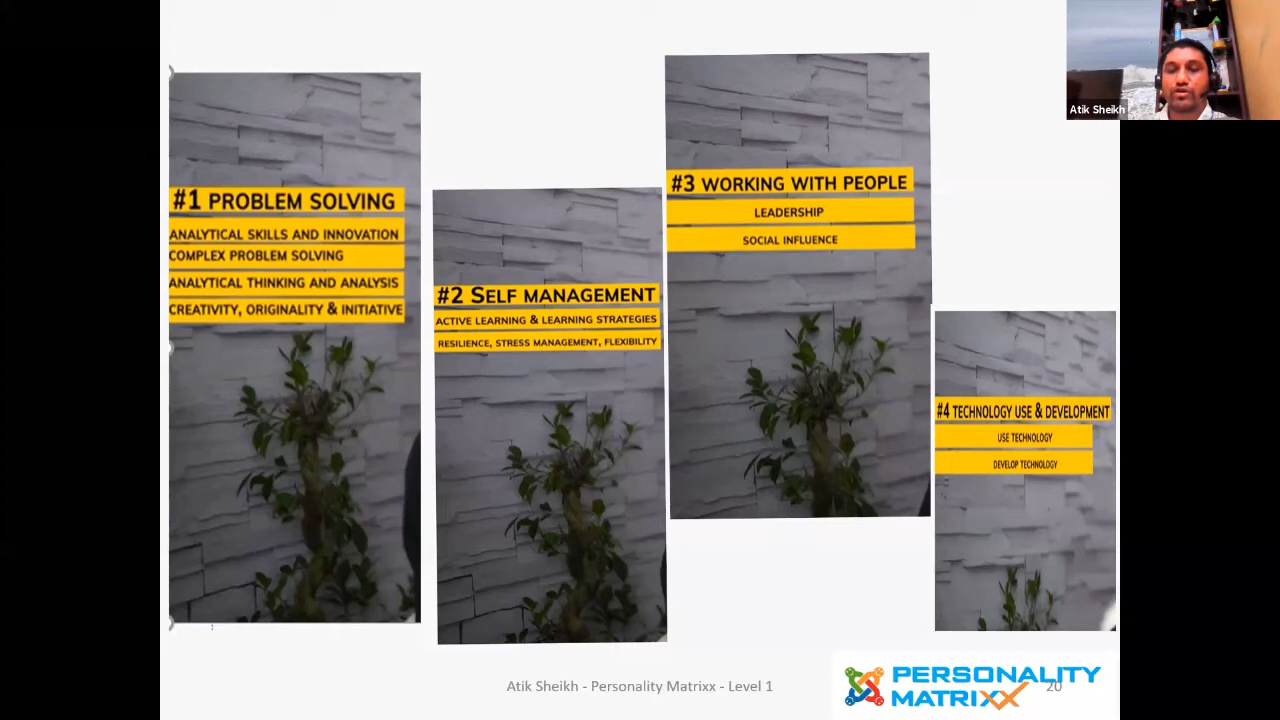 Atik Sheikh
#1 PROBLEM SOLVING
ANALYTICAL SKILLS AND INNOVATION
COMPLEX PROBLEM SOLVING
ANALYTICAL THINKING AND ANALYSIS
CREATIVITY, ORIGINALITY & INITIATIVE
#2 SELF MANAGEMENT
ACTIVE LEARNING & LEARNING STRATEGIES
RESILIENCE, STRESS MANAGEMENT, FLEXIBILITY
#3 WORKING WITH PEOPLE
LEADERSHIP
SOCIAL INFLUENCE
#4 TECHNOLOGY USE & DEVELOPMENT
USE TECHNOLOGY
DEVELOP TECHNOLOGY
Atik Sheikh - Personality Matrixx - Level 1
PERSONALITY
MATRIXX
20